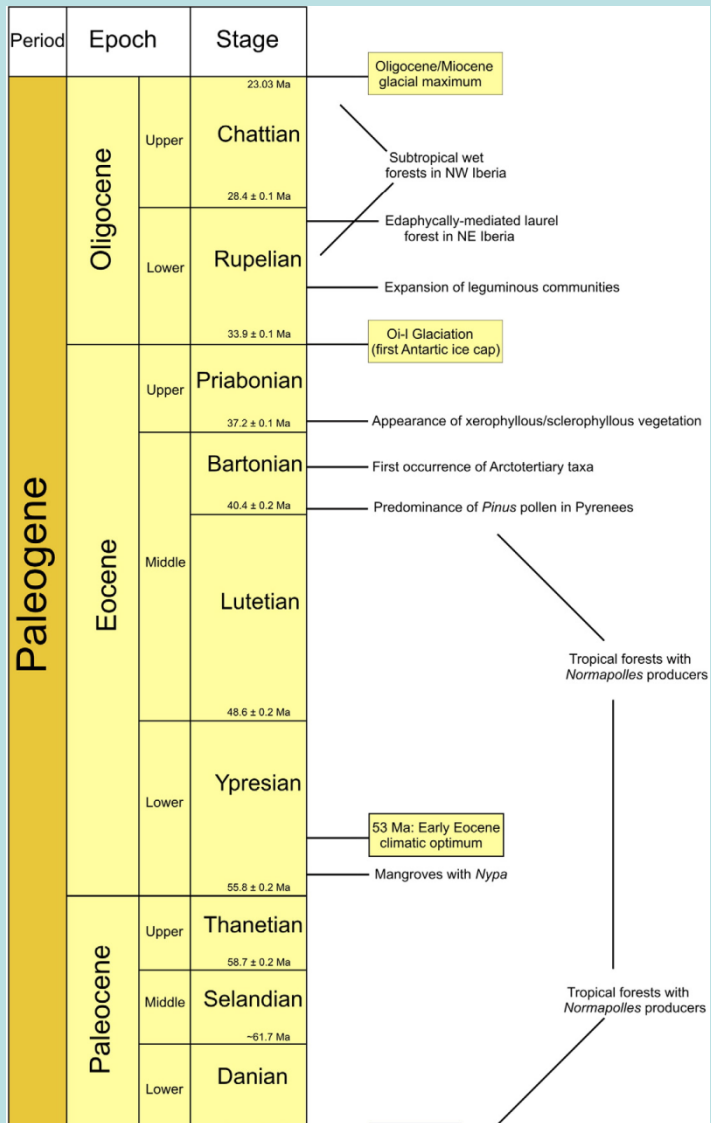 Period
Epoch
Stage
Paleogene
Oligocene
Upper
23.03 Ma
Chattian
28.4 ± 0.1 Ma
Lower
Rupelian
33.9 ± 0.1 Ma
Eocene
Upper
Priabonian
37.2 ± 0.1 Ma
Middle
Bartonian
40.4 ± 0.2 Ma
Lutetian
48.6 ± 0.2 Ma
Lower
Ypresian
55.8 ± 0.2 Ma
Paleocene
Upper
Thanetian
58.7 ± 0.2 Ma
Middle
Selandian
~61.7 Ma
Lower
Danian
Oligocene/Miocene
glacial maximum
Subtropical wet
forests in NW Iberia
Edaphycally-mediated laurel
forest in NE Iberia
Expansion of leguminous communities
Oi-I Glaciation
(first Antartic ice cap)
Appearance of xerophyllous/sclerophyllous vegetation
First occurrence of Arctotertiary taxa
Predominance of Pinus pollen in Pyrenees
Tropical forests with
Normapolles producers
53 Ma: Early Eocene
climatic optimum
Mangroves with Nypa
Tropical forests with
Normapolles producers